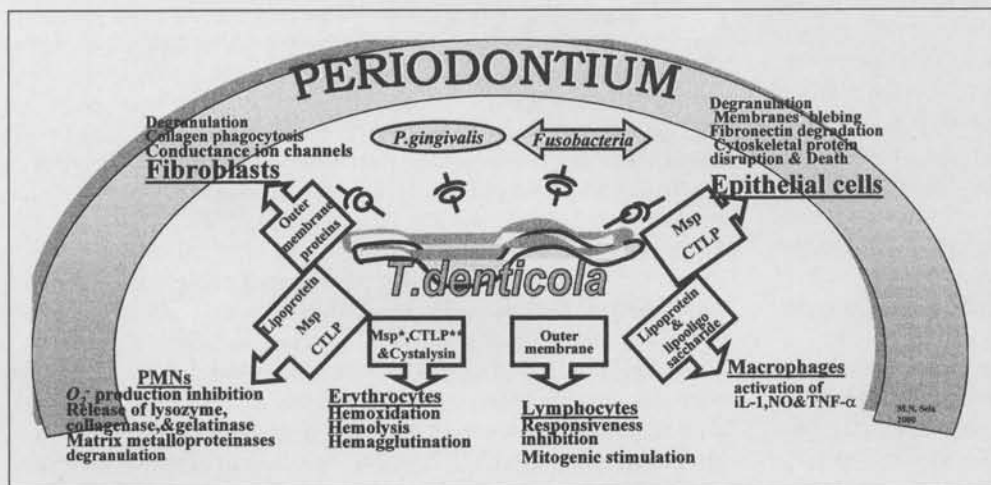 PERIODONTIUM
Degranulation
Collagen phagocytosis
Conductance ion channels
Fibroblasts
P.gingivalis
Fusobacteria
Degranulation
Membranes' blebing
Fibronectin degradation
Cytoskeletal protein
disruption & Death
Epithelial cells
Outer
membrane
proteins
Msp
CTLP
T.denticola
Lipoprotein
Msp
CTLP
Msp*,CTLP**
&Cystalysin
Outer
membrane
Lipoprotein
&
lipooligo
saccharide
PMNs
O2- production inhibition
Release of lysozyme,
collagenase,&gelatinase
Matrix metalloproteinases
degranulation
Erythrocytes
Hemoxidation
Hemolysis
Hemagglutination
Lymphocytes
Responsiveness
inhibition
Mitogenic stimulation
Macrophages
activation of
iL-1,NO&TNF-α
M.N. Sela